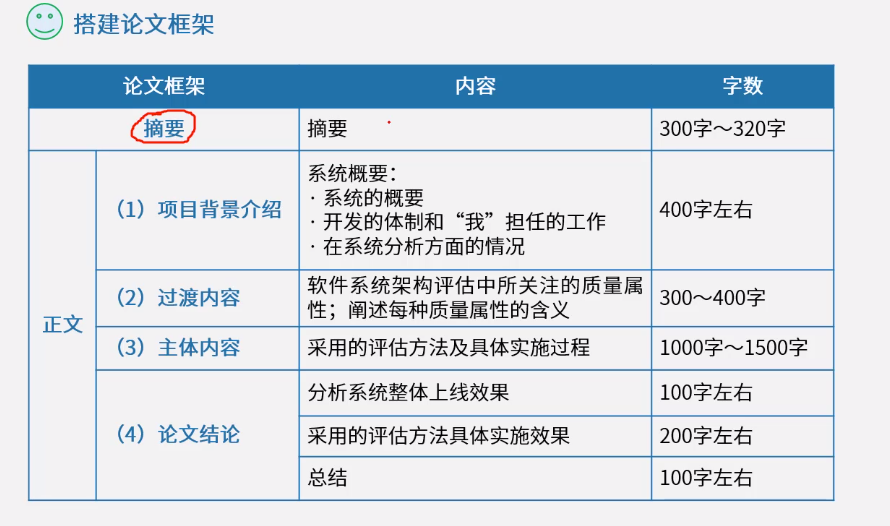 搭建论文框架
论文框架 内容 字数
摘要 摘要 300字～320字
正文
（1）项目背景介绍
系统概要：
· 系统的概要
· 开发的体制和“我”担任的工作
· 在系统分析方面的情况
400字左右
（2）过渡内容
软件系统架构评估中所关注的质量属
性；阐述每种质量属性的含义
300～400字
（3）主体内容 采用的评估方法及具体实施过程 1000字～1500字
（4）论文结论
分析系统整体上线效果 100字左右
采用的评估方法具体实施效果 200字左右
总结 100字左右